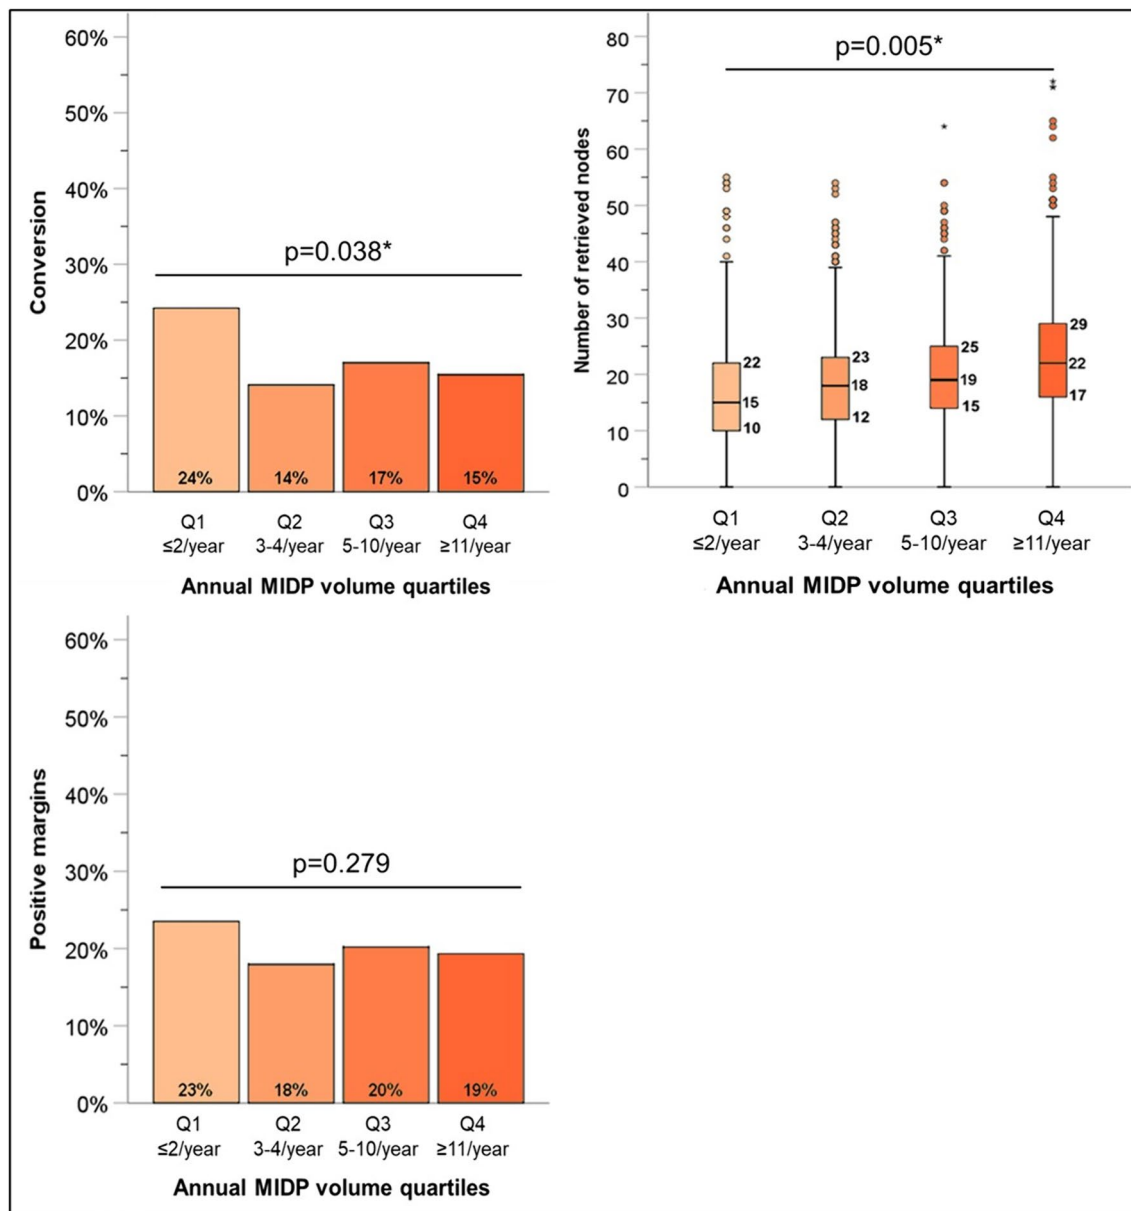 60%
50%
40%
30%
20%
10%
0%
Conversion
p=0.038*
24% 14% 17% 15%
Q1 Q2 Q3 Q4
≤2/year 3-4/year 5-10/year ≥11/year
Annual MIDP volume quartiles
80
70
60
50
40
30
20
10
0
Number of retrieved nodes
p=0.005*
22
15
10
23
18
12
25
19
15
29
22
17
Q1 Q2 Q3 Q4
≤2/year 3-4/year 5-10/year ≥11/year
Annual MIDP volume quartiles
60%
50%
40%
30%
20%
10%
0%
Positive margins
p=0.279
23% 18% 20% 19%
Q1 Q2 Q3 Q4
≤2/year 3-4/year 5-10/year ≥11/year
Annual MIDP volume quartiles